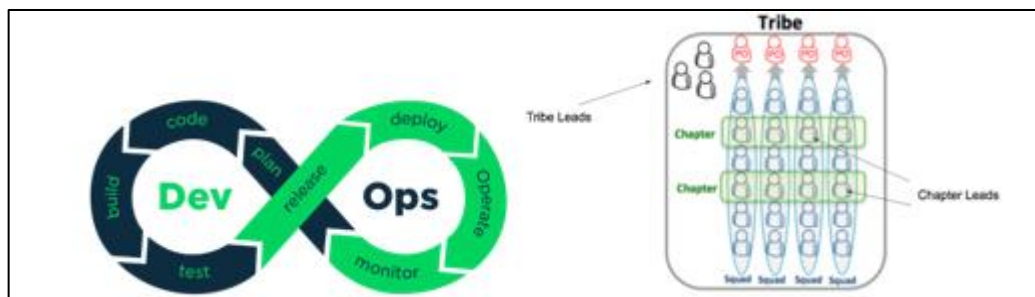 code
plan
build
Dev
test
release
deploy
Ops
Operate
monitor
Tribe
PO PO PO PO
Tribe Leads
Chapter
Chapter
Chapter Leads
Squad Squad Squad Squad